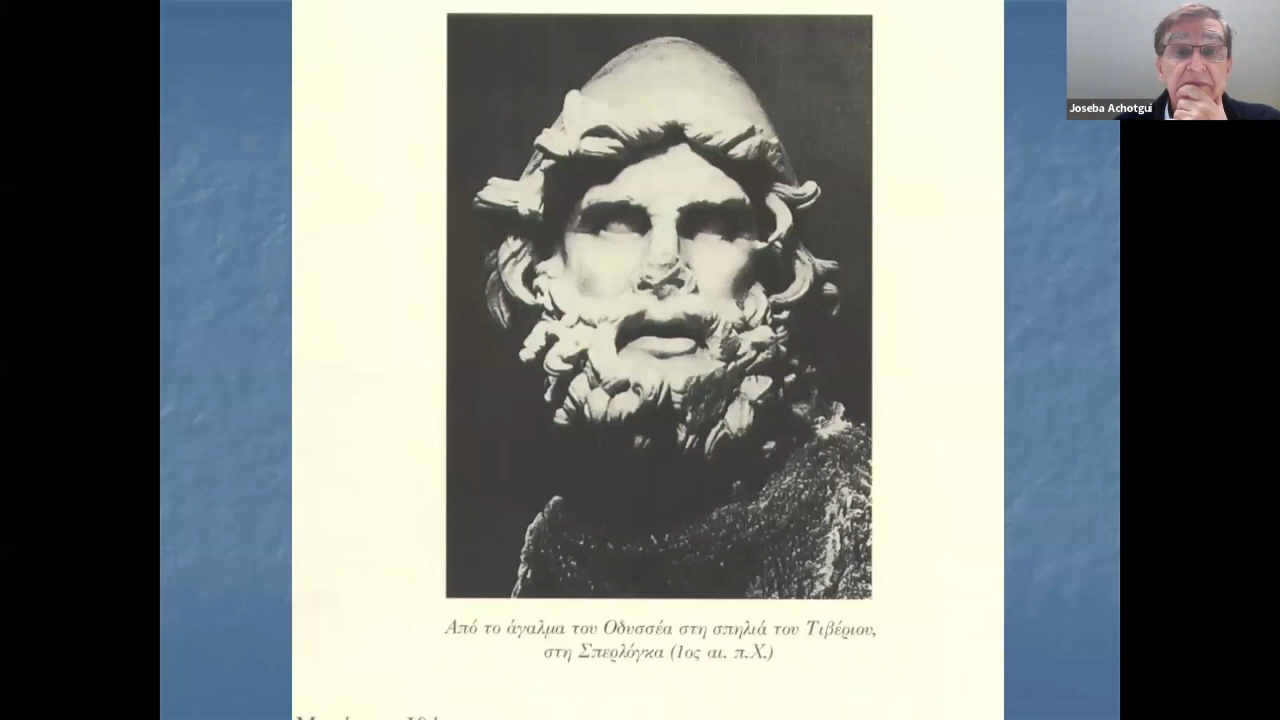 Joseba Achotgui
Από το άγαλμα του Οδυσσέα στη σπηλιά του Τιβέριου,
στη Σπερλόγκα (1ος αι. π.Χ.)